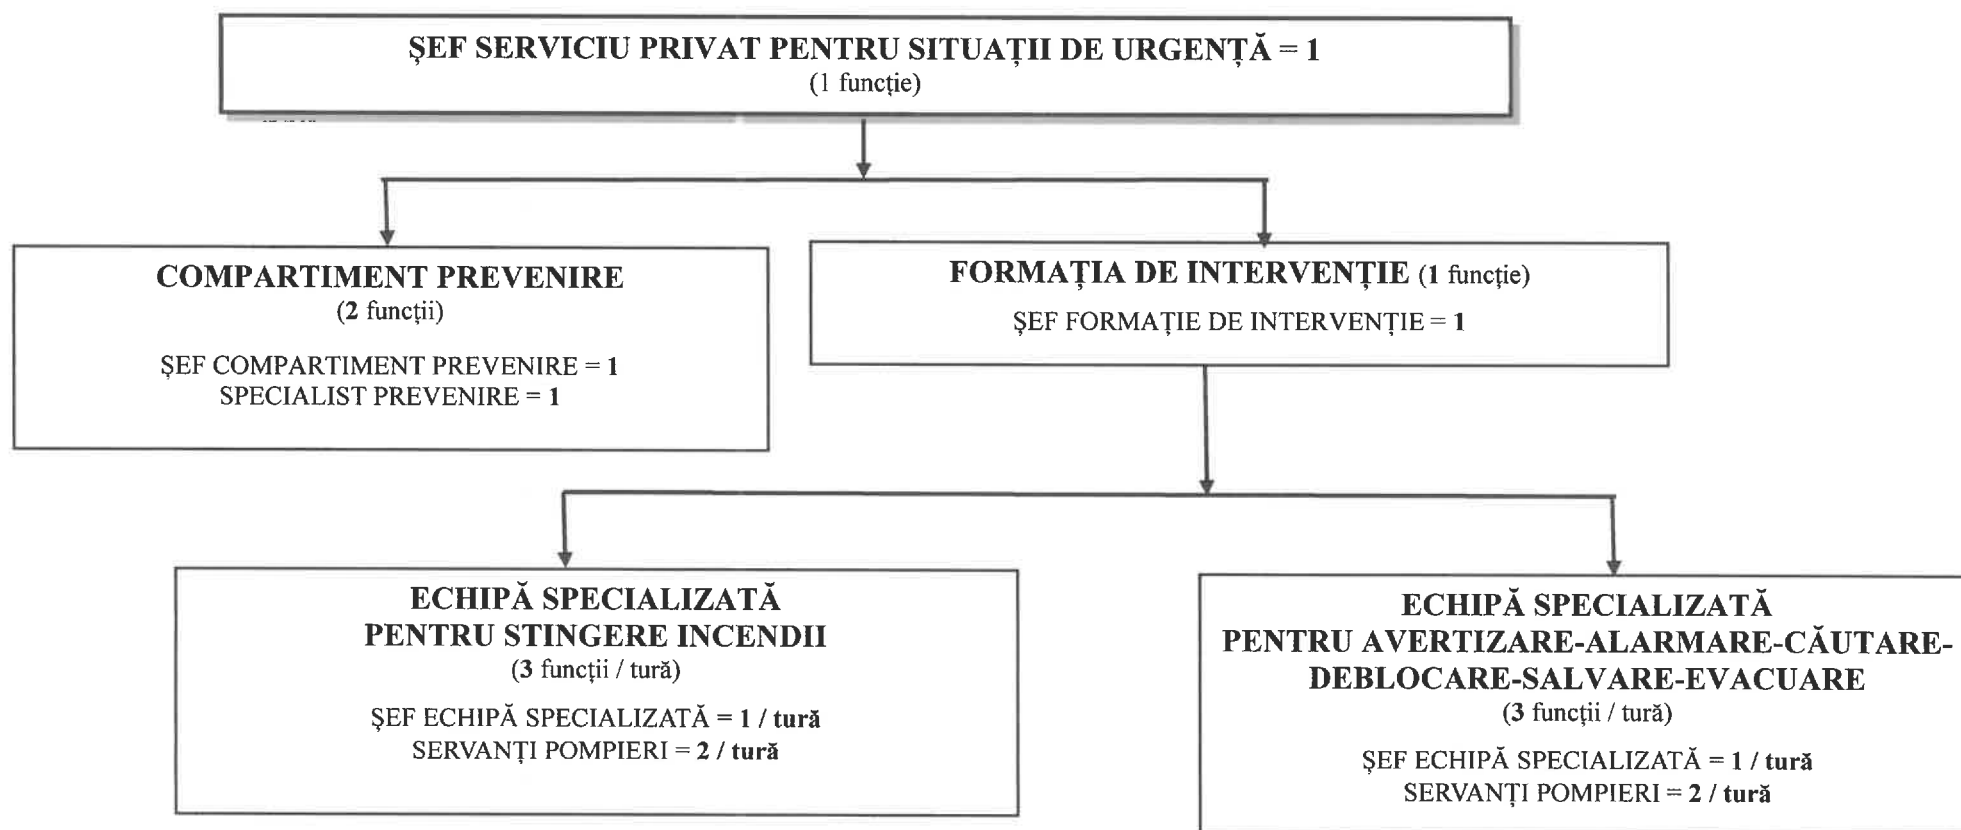 ȘEF SERVICIU PRIVAT PENTRU SITUAȚII DE URGENȚĂ = 1
(1 funcție)
COMPARTIMENT PREVENIRE
(2 funcții)
ȘEF COMPARTIMENT PREVENIRE = 1
SPECIALIST PREVENIRE = 1
FORMAȚIA DE INTERVENȚIE (1 funcție)
ȘEF FORMAȚIE DE INTERVENȚIE = 1
ECHIPĂ SPECIALIZATĂ
PENTRU STINGERE INCENDII
(3 funcții / tură)
ȘEF ECHIPĂ SPECIALIZATĂ = 1 / tură
SERVANȚI POMPIERI = 2 / tură
ECHIPĂ SPECIALIZATĂ
PENTRU AVERTIZARE-ALARMARE-CĂUTARE-
DEBLOCARE-SALVARE-EVACUARE
(3 funcții / tură)
ȘEF ECHIPĂ SPECIALIZATĂ = 1 / tură
SERVANȚI POMPIERI = 2 / tură